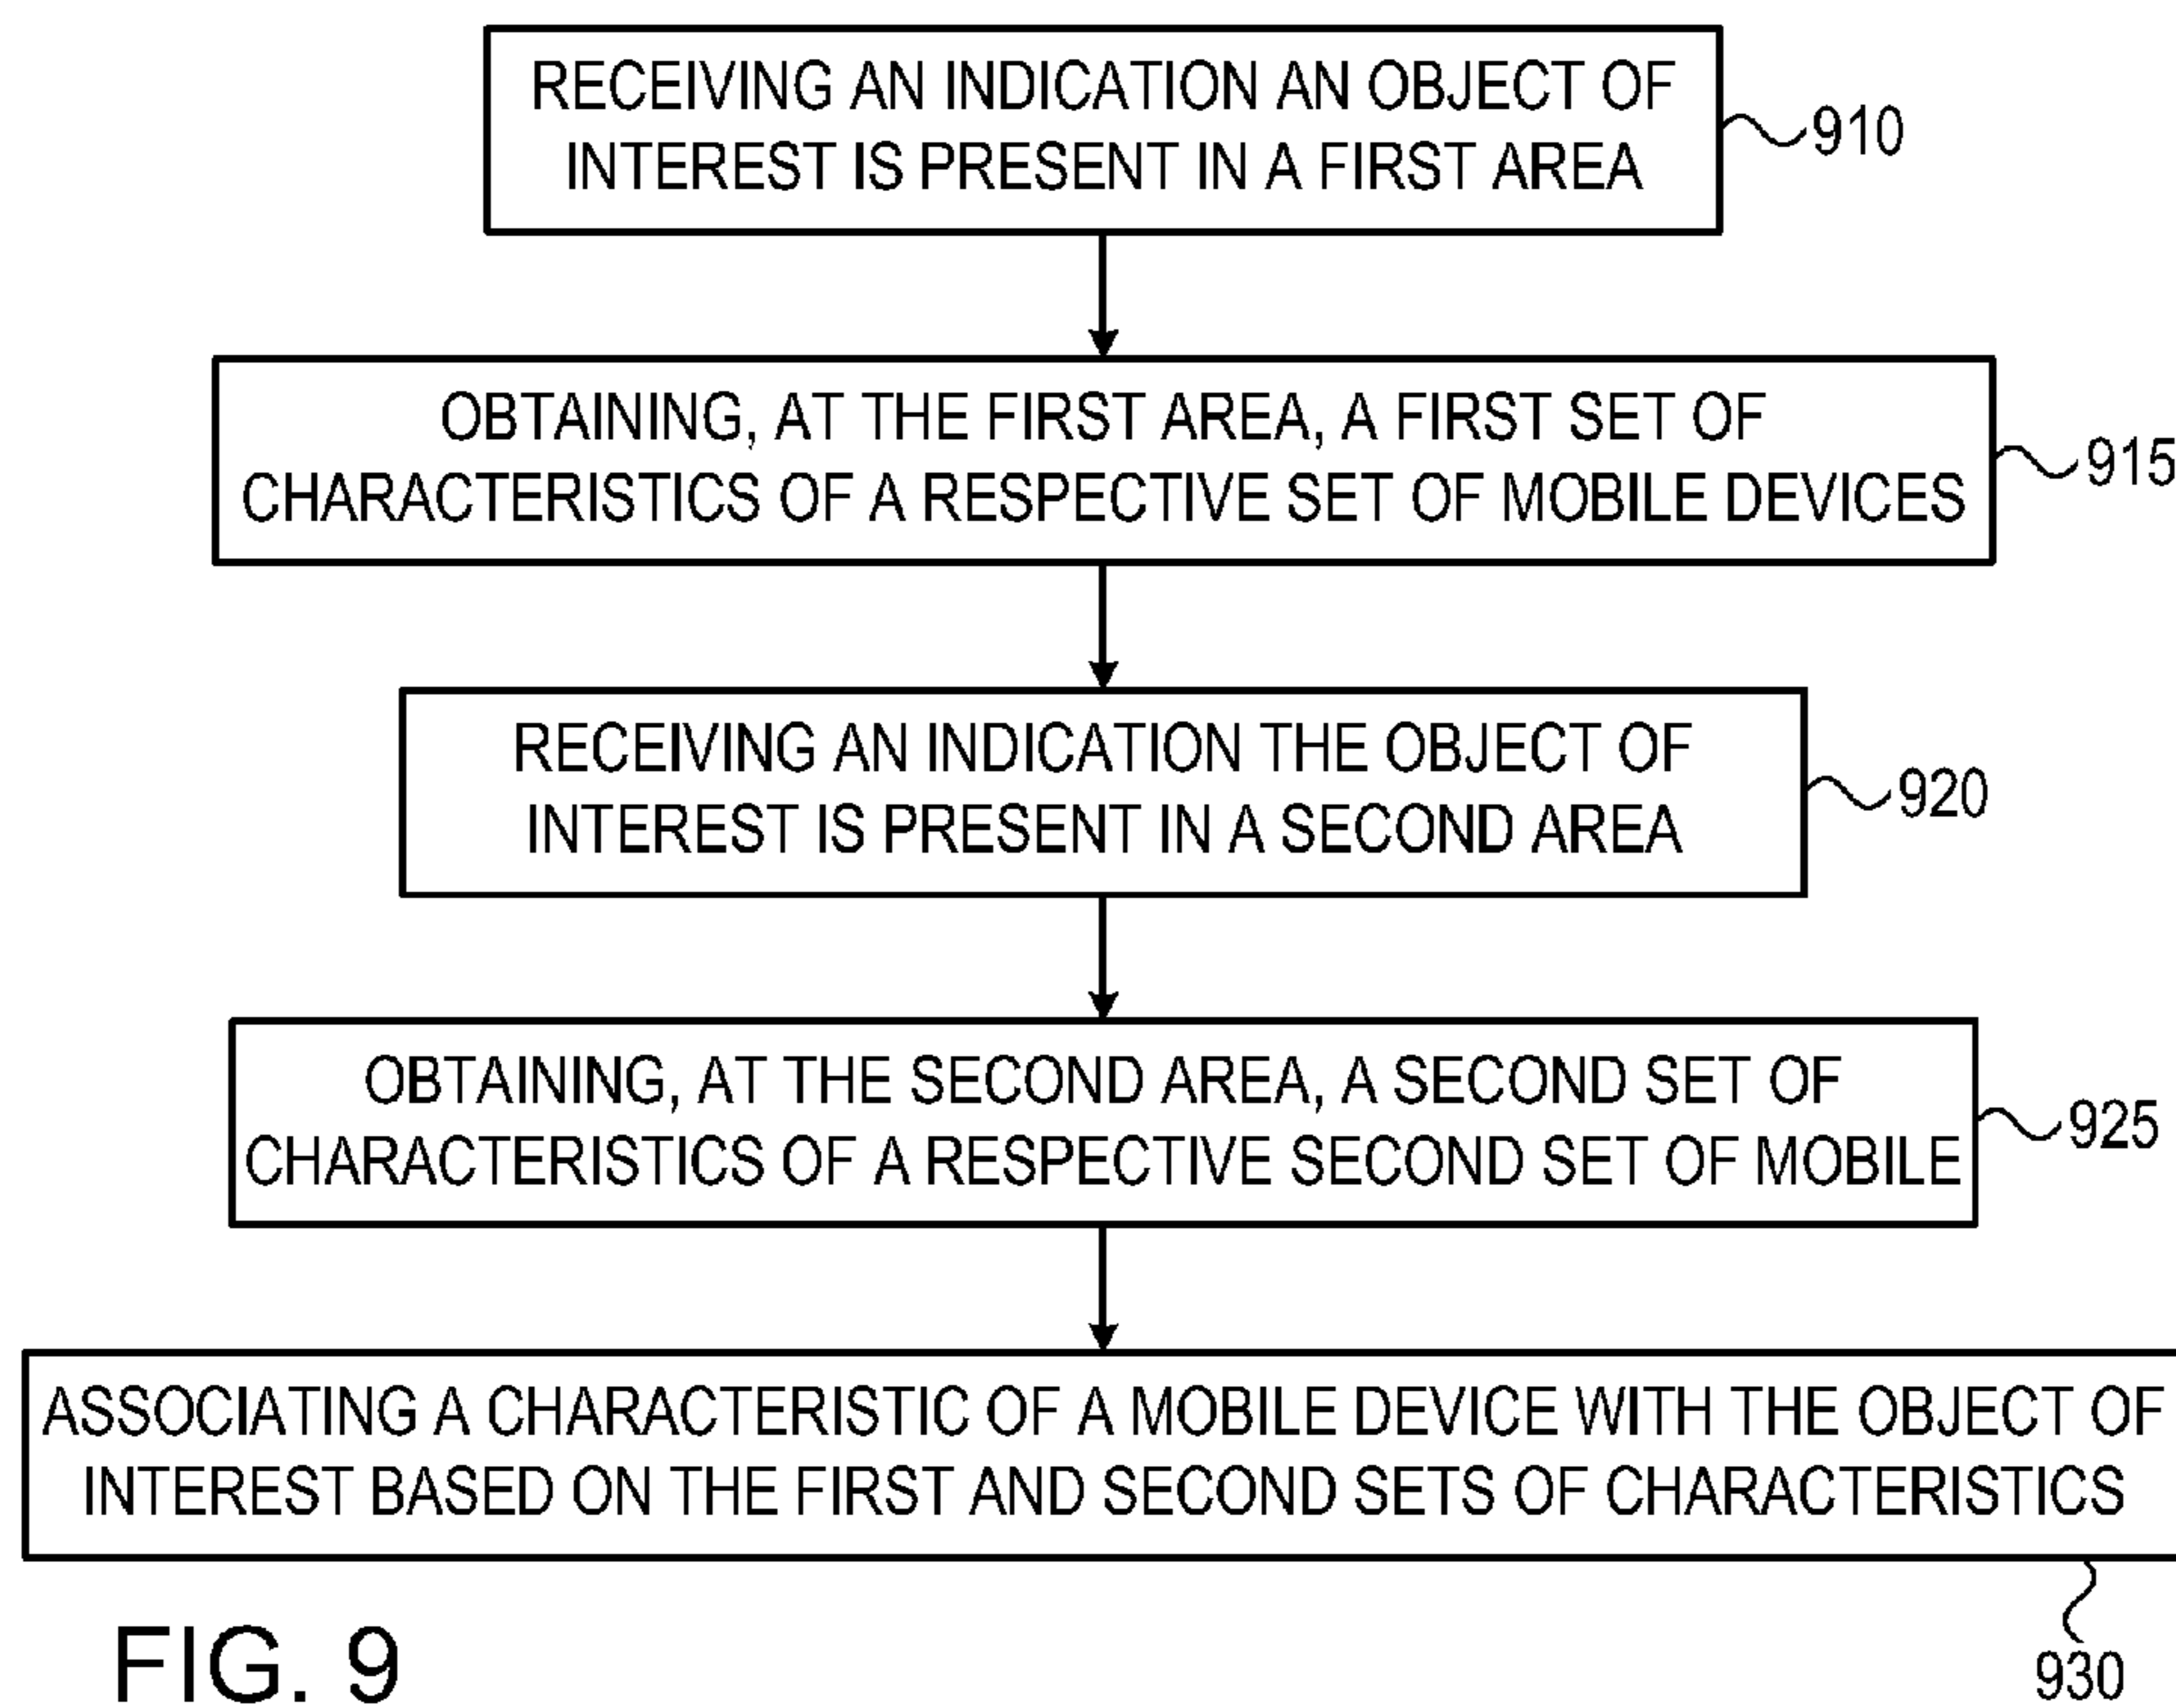 RECEIVING AN INDICATION AN OBJECT OF
INTEREST IS PRESENT IN A FIRST AREA
910
OBTAINING, AT THE FIRST AREA, A FIRST SET OF
CHARACTERISTICS OF A RESPECTIVE SET OF MOBILE DEVICES
915
RECEIVING AN INDICATION THE OBJECT OF
INTEREST IS PRESENT IN A SECOND AREA
920
OBTAINING, AT THE SECOND AREA, A SECOND SET OF
CHARACTERISTICS OF A RESPECTIVE SECOND SET OF MOBILE
925
ASSOCIATING A CHARACTERISTIC OF A MOBILE DEVICE WITH THE OBJECT OF
INTEREST BASED ON THE FIRST AND SECOND SETS OF CHARACTERISTICS
930
FIG. 9